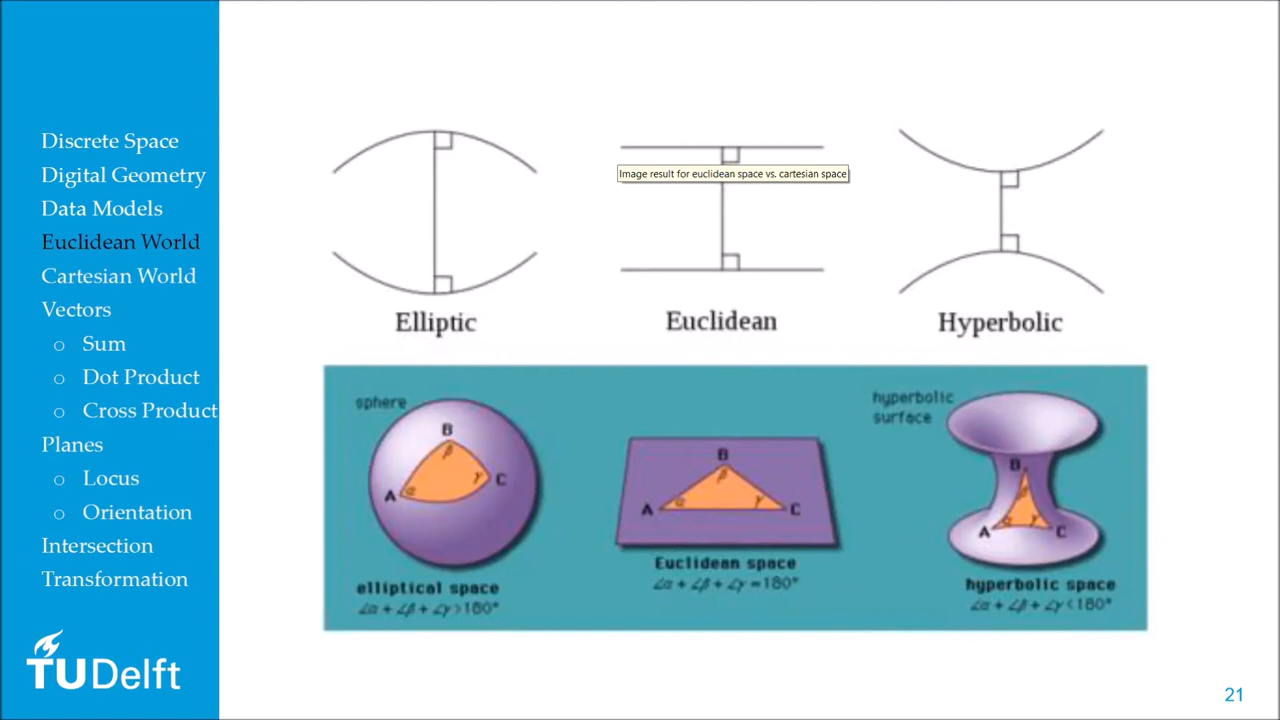 Discrete Space
Digital Geometry
Data Models
Euclidean World
Cartesian World
Vectors
o Sum
o Dot Product
o Cross Product
Planes
o Locus
o Orientation
Intersection
Transformation
TUDelft
Image result for euclidean space vs. cartesian space
Elliptic
Euclidean
Hyperbolic
sphere
B
β
A
α
γ
C
elliptical space
∠α + ∠β + ∠γ > 180°
B
β
A
α
γ
C
Euclidean space
∠α + ∠β + ∠γ = 180°
hyperbolic
surface
B
β
A
α
γ
C
hyperbolic space
∠α + ∠β + ∠γ < 180°
21